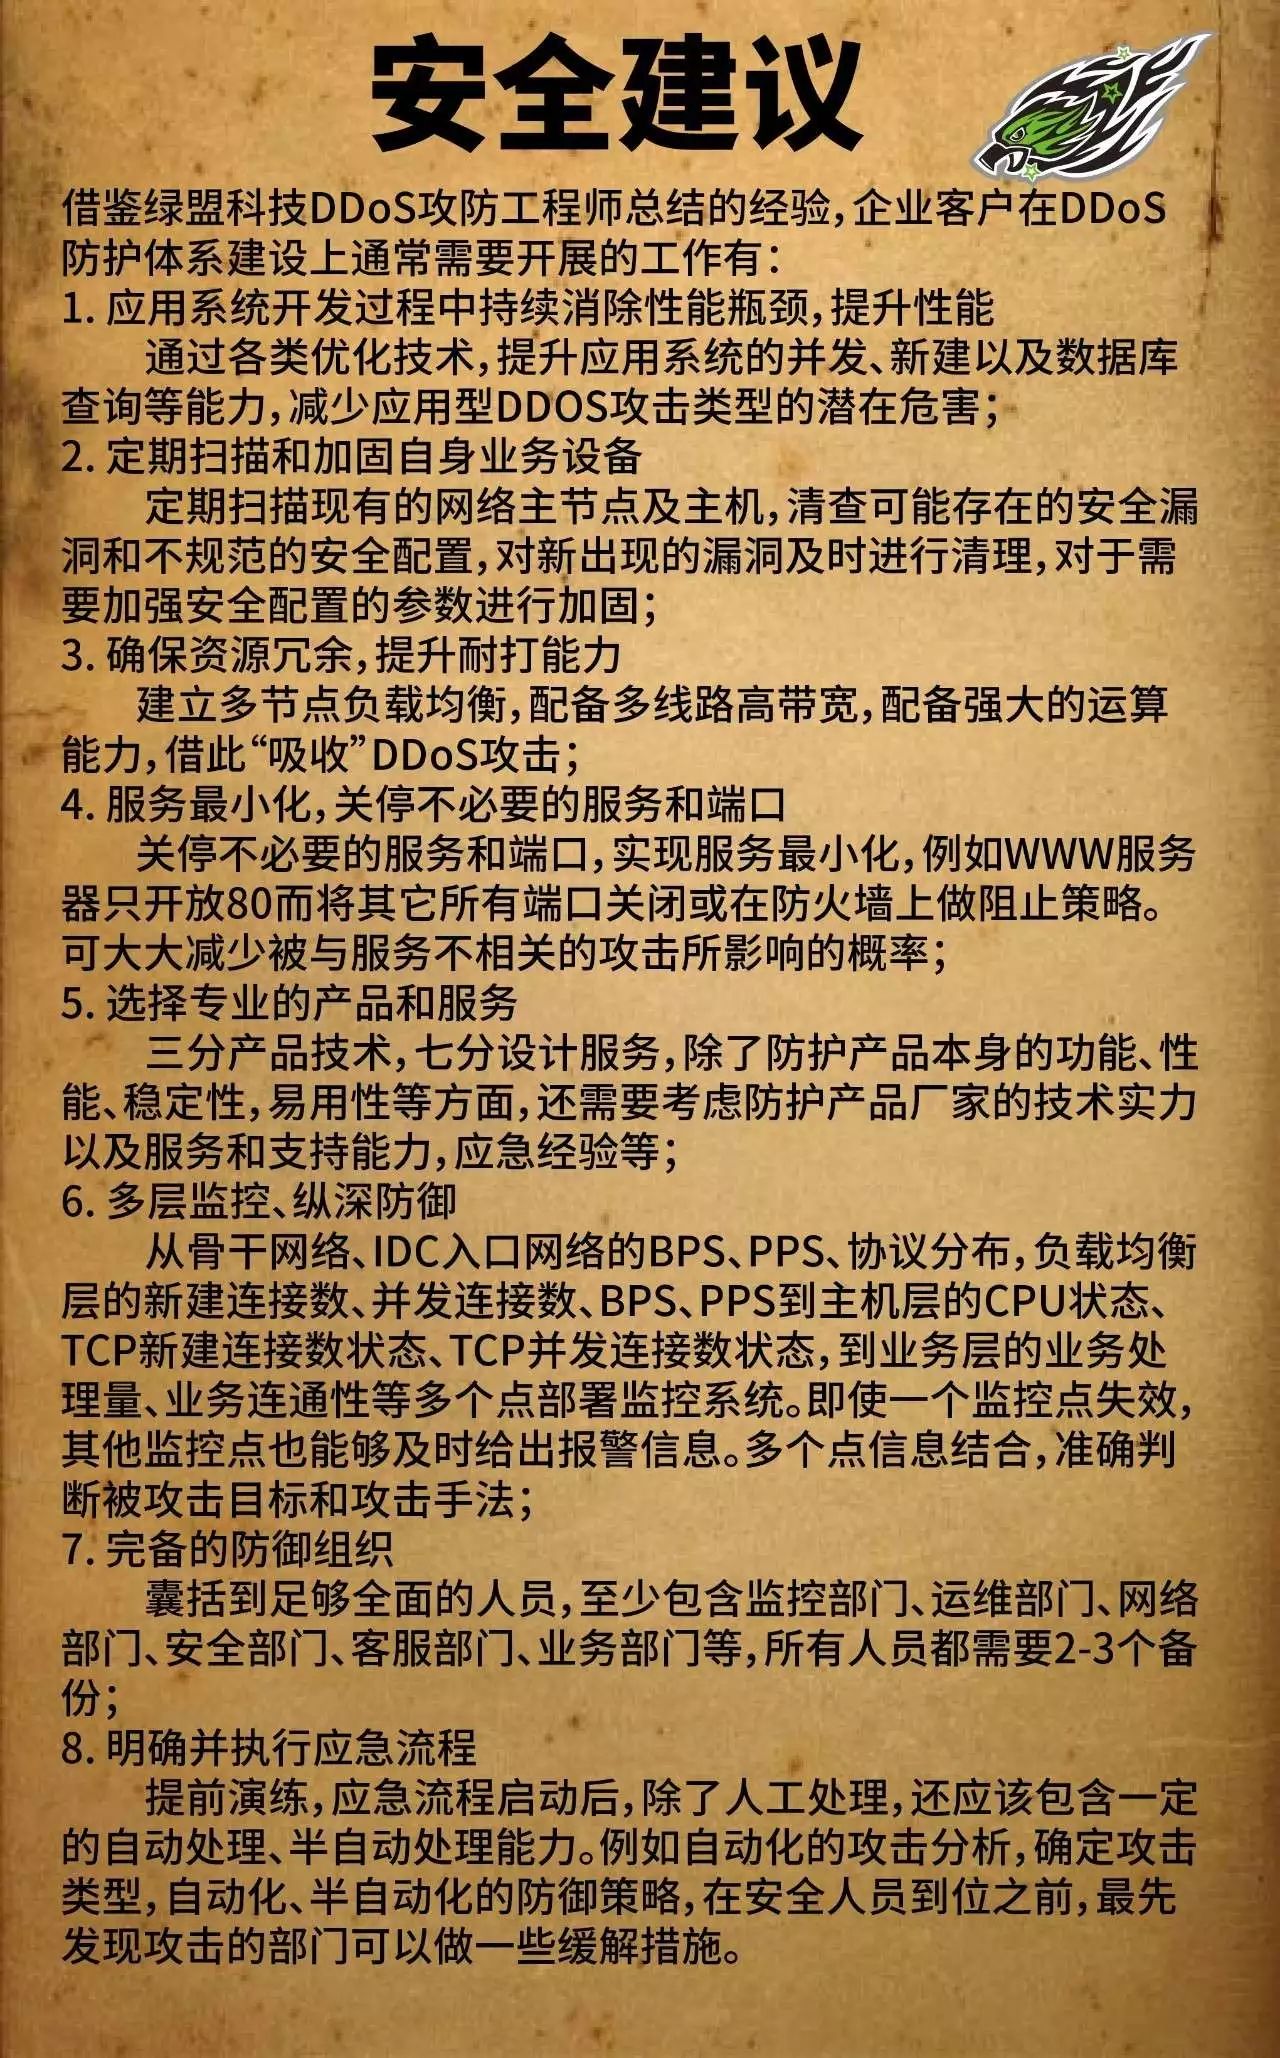 安全建议
借鉴绿盟科技DDoS攻防工程师总结的经验，企业客户在DDoS
防护体系建设上通常需要开展的工作有：
1. 应用系统开发过程中持续消除性能瓶颈，提升性能
通过各类优化技术，提升应用系统的并发、新建以及数据库
查询等能力，减少应用型DDOS攻击类型的潜在危害；
2. 定期扫描和加固自身业务设备
定期扫描现有的网络主节点及主机，清查可能存在的安全漏
洞和不规范的安全配置，对新出现的漏洞及时进行清理，对于需
要加强安全配置的参数进行加固；
3. 确保资源冗余，提升耐打能力
建立多节点负载均衡，配备多线路高带宽，配备强大的运算
能力，借此“吸收”DDoS攻击；
4. 服务最小化，关停不必要的服务和端口
关停不必要的服务和端口，实现服务最小化，例如WWW服务
器只开放80而将其它所有端口关闭或在防火墙上做阻止策略。
可大大减少被与服务不相关的攻击所影响的概率；
5. 选择专业的产品和服务
三分产品技术，七分设计服务，除了防护产品本身的功能、性
能、稳定性，易用性等方面，还需要考虑防护产品厂家的技术实力
以及服务和支持能力，应急经验等；
6. 多层监控、纵深防御
从骨干网络、IDC入口网络的BPS、PPS、协议分布，负载均衡
层的新建连接数、并发连接数、BPS、PPS到主机层的CPU状态、
TCP新建连接数状态、TCP并发连接数状态，到业务层的业务处
理量、业务连通性等多个点部署监控系统。即使一个监控点失效，
其他监控点也能够及时给出报警信息。多个点信息结合，准确判
断被攻击目标和攻击手法；
7. 完备的防御组织
囊括到足够全面的人员，至少包含监控部门、运维部门、网络
部门、安全部门、客服部门、业务部门等，所有人员都需要2-3个备
份；
8. 明确并执行应急流程
提前演练，应急流程启动后，除了人工处理，还应该包含一定
的自动处理、半自动处理能力。例如自动化的攻击分析，确定攻击
类型，自动化、半自动化的防御策略，在安全人员到位之前，最先
发现攻击的部门可以做一些缓解措施。